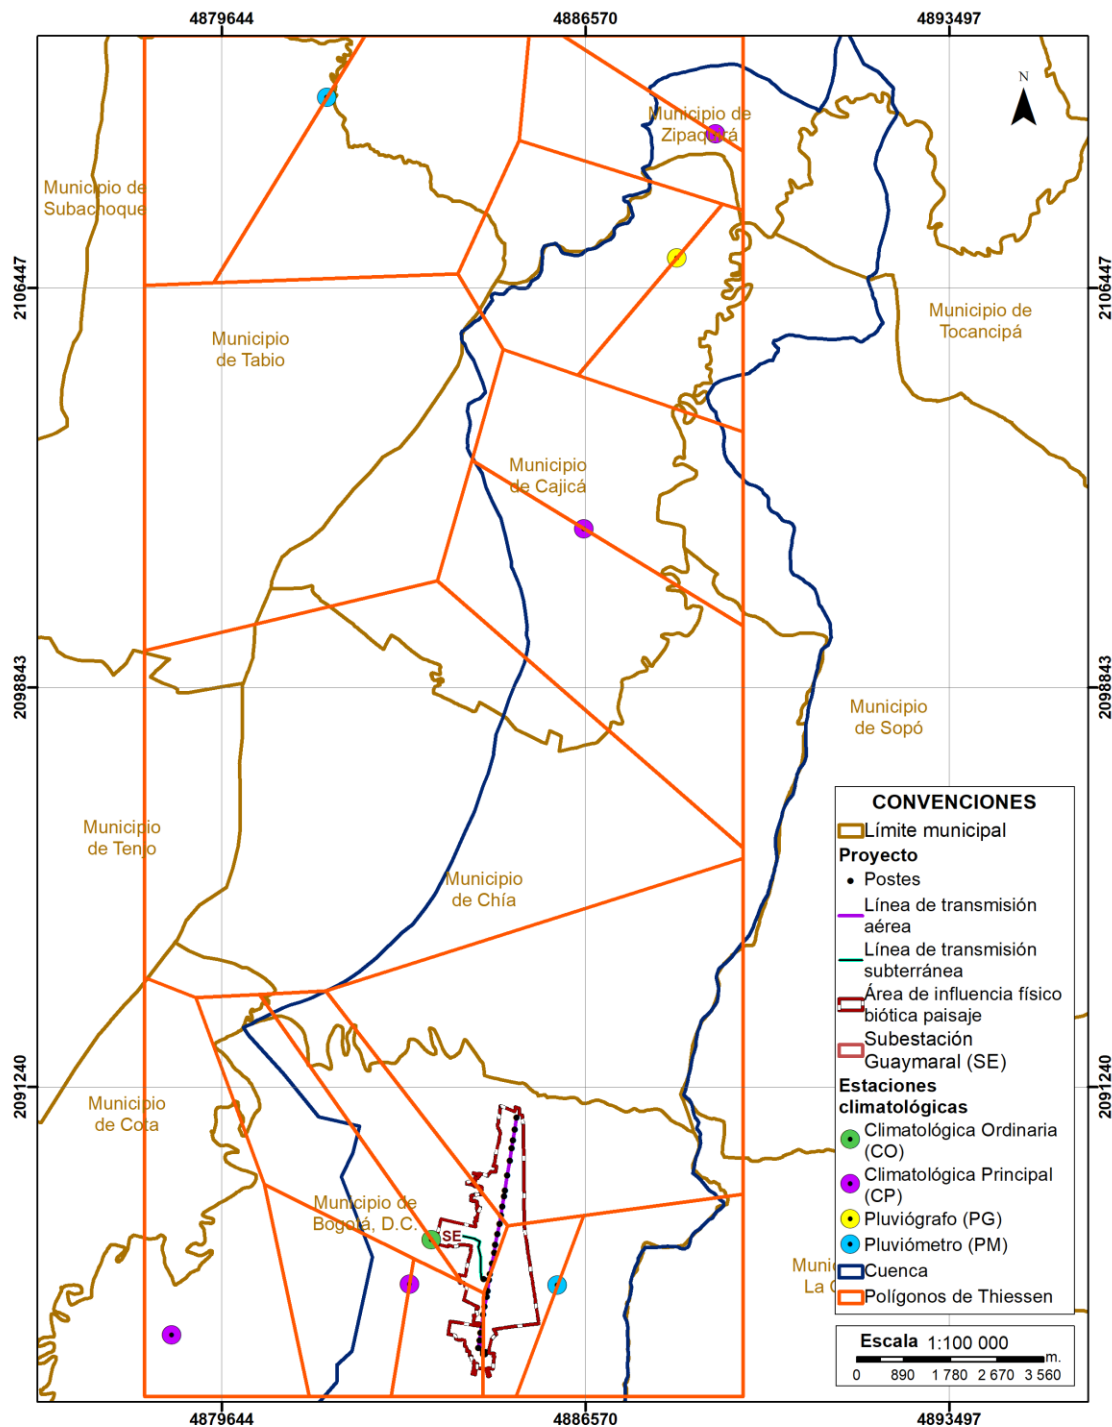 4879644
4886570
4893497
N
Municipio de
Zipaquirá
Municipio de
Subachoque
2106447
2106447
Municipio
de Tabio
Municipio de
Tocancipá
Municipio
de Cajicá
2098843
2098843
Municipio
de Sopó
Municipio
de Tenjo
Municipio
de Chía
2091240
2091240
Municipio
de Cota
Municipio de
Bogotá, D.C.
SE
Munic
La C
CONVENCIONES
Límite municipal
Proyecto
Postes
Línea de transmisión
aérea
Línea de transmisión
subterránea
Área de influencia físico
biótica paisaje
Subestación
Guaymaral (SE)
Estaciones
climatológicas
Climatológica Ordinaria
(CO)
Climatológica Principal
(CP)
Pluviógrafo (PG)
Pluviómetro (PM)
Cuenca
Polígonos de Thiessen
Escala 1:100 000
m.
0 890 1 780 2 670 3 560
4879644
4886570
4893497